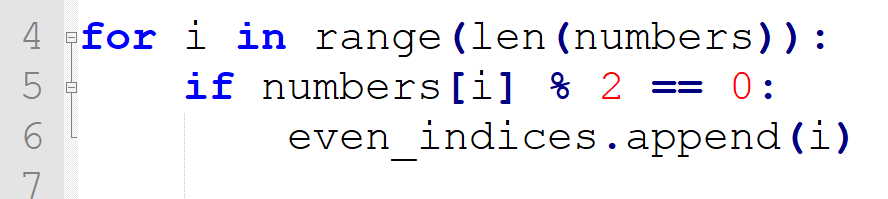 4 for i in range(len(numbers)):
5 if numbers[i] % 2 == 0:
6 even_indices.append(i)
7